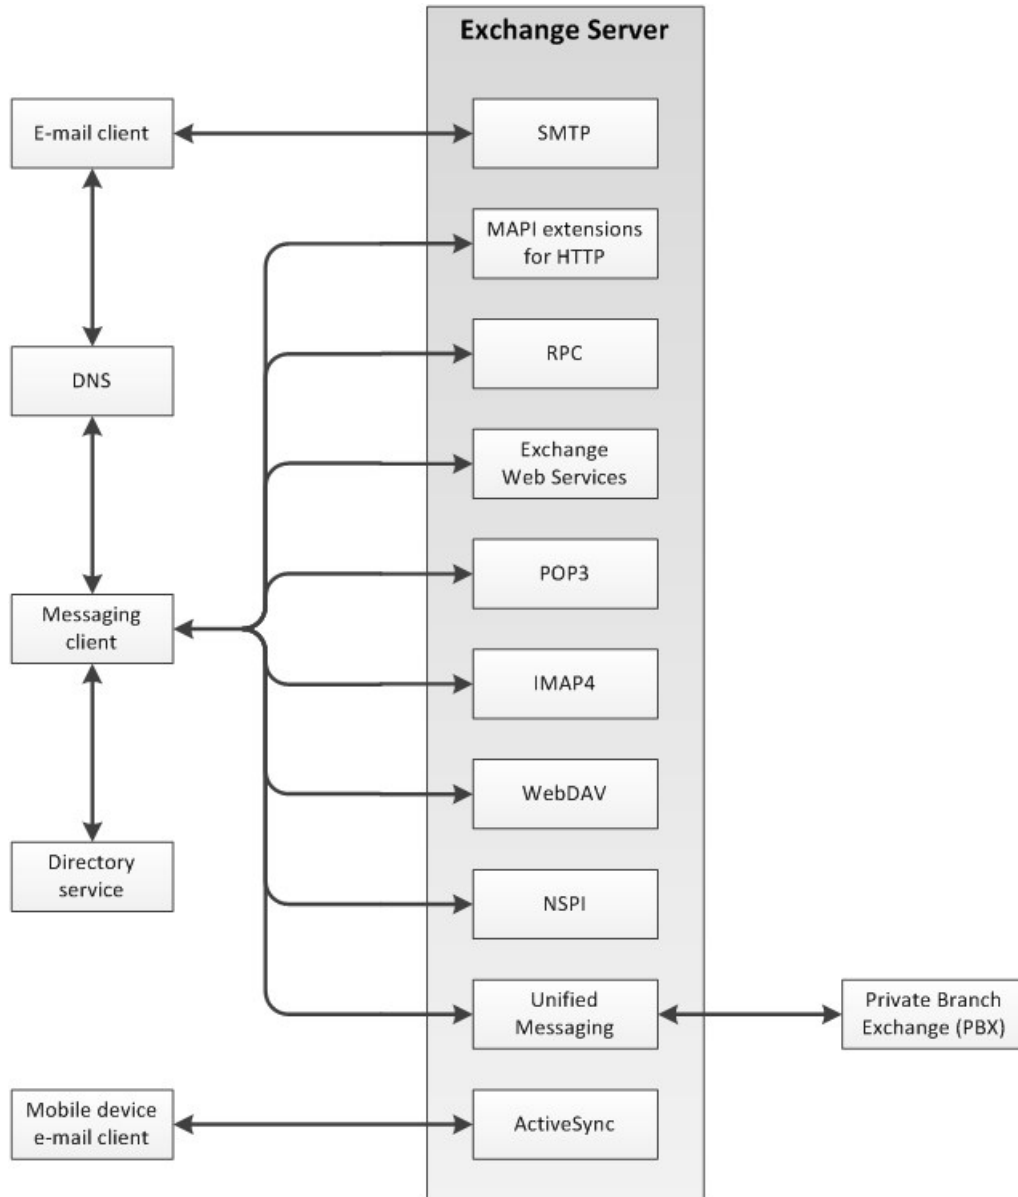 Exchange Server
E-mail client
SMTP
MAPI extensions
for HTTP
DNS
RPC
Exchange
Web Services
POP3
Messaging
client
IMAP4
WebDAV
Directory
service
NSPI
Unified
Messaging
Private Branch
Exchange (PBX)
Mobile device
e-mail client
ActiveSync